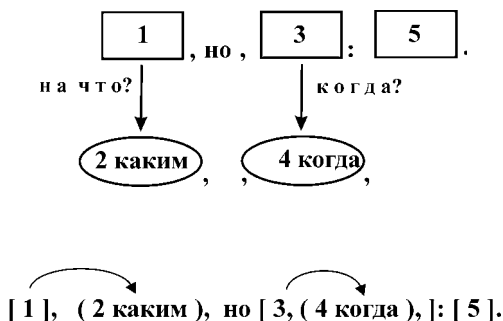 1 , но , 3 : 5 .
на что? когда?
2 каким , , 4 когда ,
[ 1 ], ( 2 каким ), но [ 3, ( 4 когда ), ]: [ 5 ].